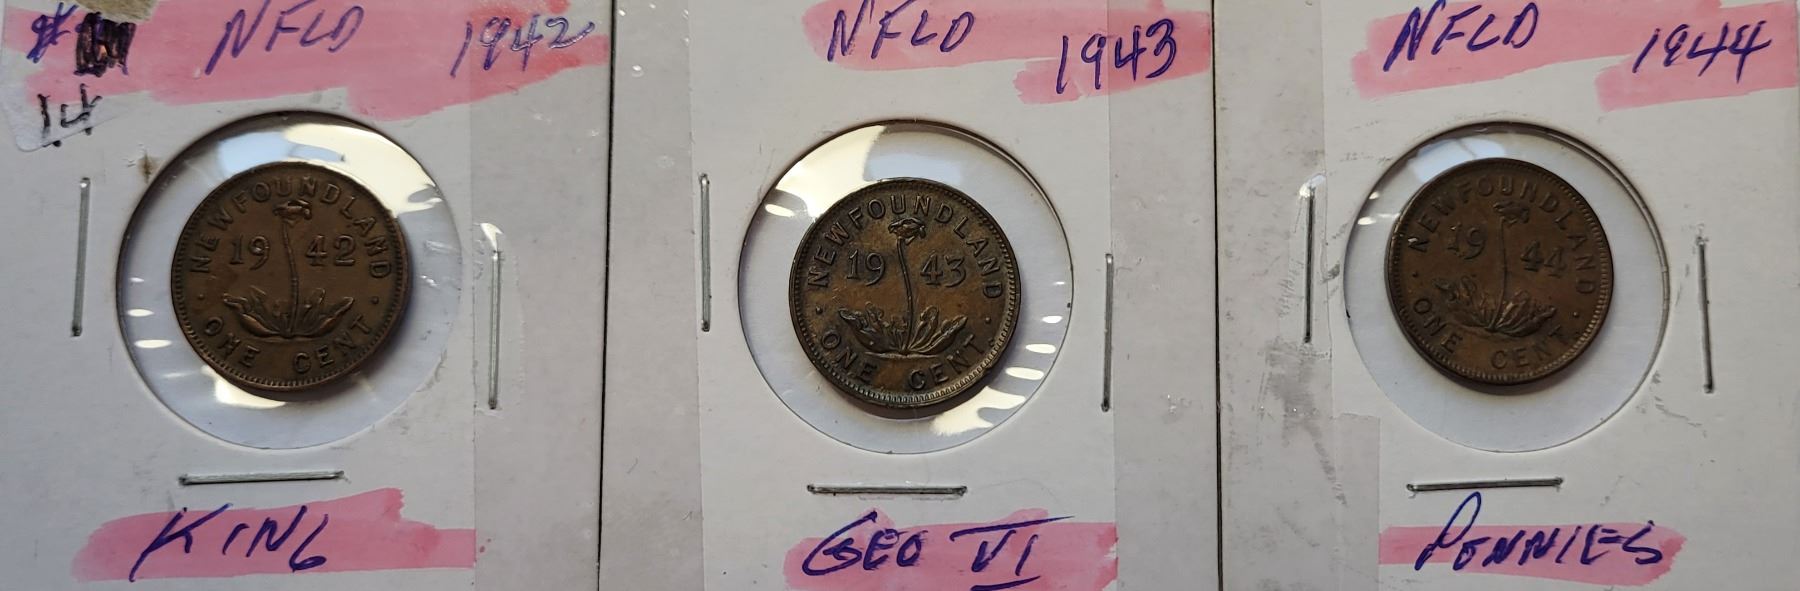 # 14
NFLD 1942
NEWFOUNDLAND
19 42
ONE CENT
KING
NFLD 1943
NEWFOUNDLAND
19 43
ONE CENT
GEO VI
NFLD 1944
NEWFOUNDLAND
19 44
ONE CENT
PENNIES